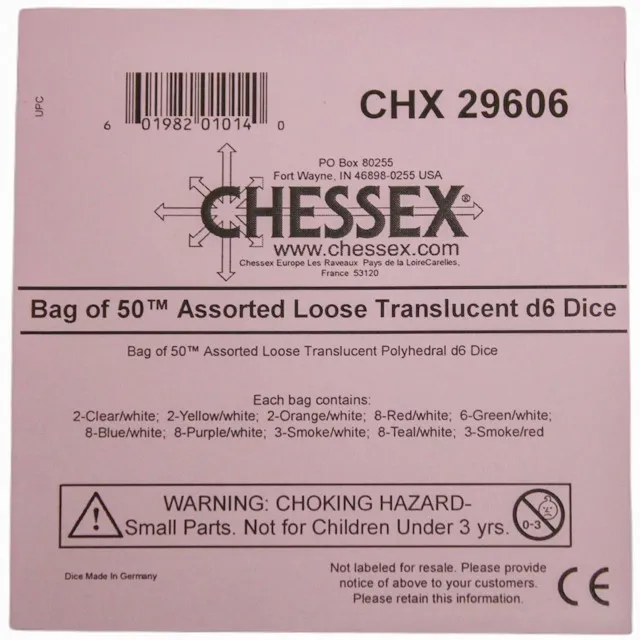 UPC
6 01982 01014 0
CHX 29606
PO Box 80255
Fort Wayne, IN 46898-0255 USA
CHESSEX®
www.chessex.com
Chessex Europe Les Raveaux Pays de la LoireCarelles,
France 53120
Bag of 50™ Assorted Loose Translucent d6 Dice
Bag of 50™ Assorted Loose Translucent Polyhedral d6 Dice
Each bag contains:
2-Clear/white; 2-Yellow/white; 2-Orange/white; 8-Red/white; 6-Green/white;
8-Blue/white; 8-Purple/white; 3-Smoke/white; 8-Teal/white; 3-Smoke/red
WARNING: CHOKING HAZARD-
Small Parts. Not for Children Under 3 yrs.
0-3
Dice Made In Germany
Not labeled for resale. Please provide
notice of above to your customers.
Please retain this information.
CE